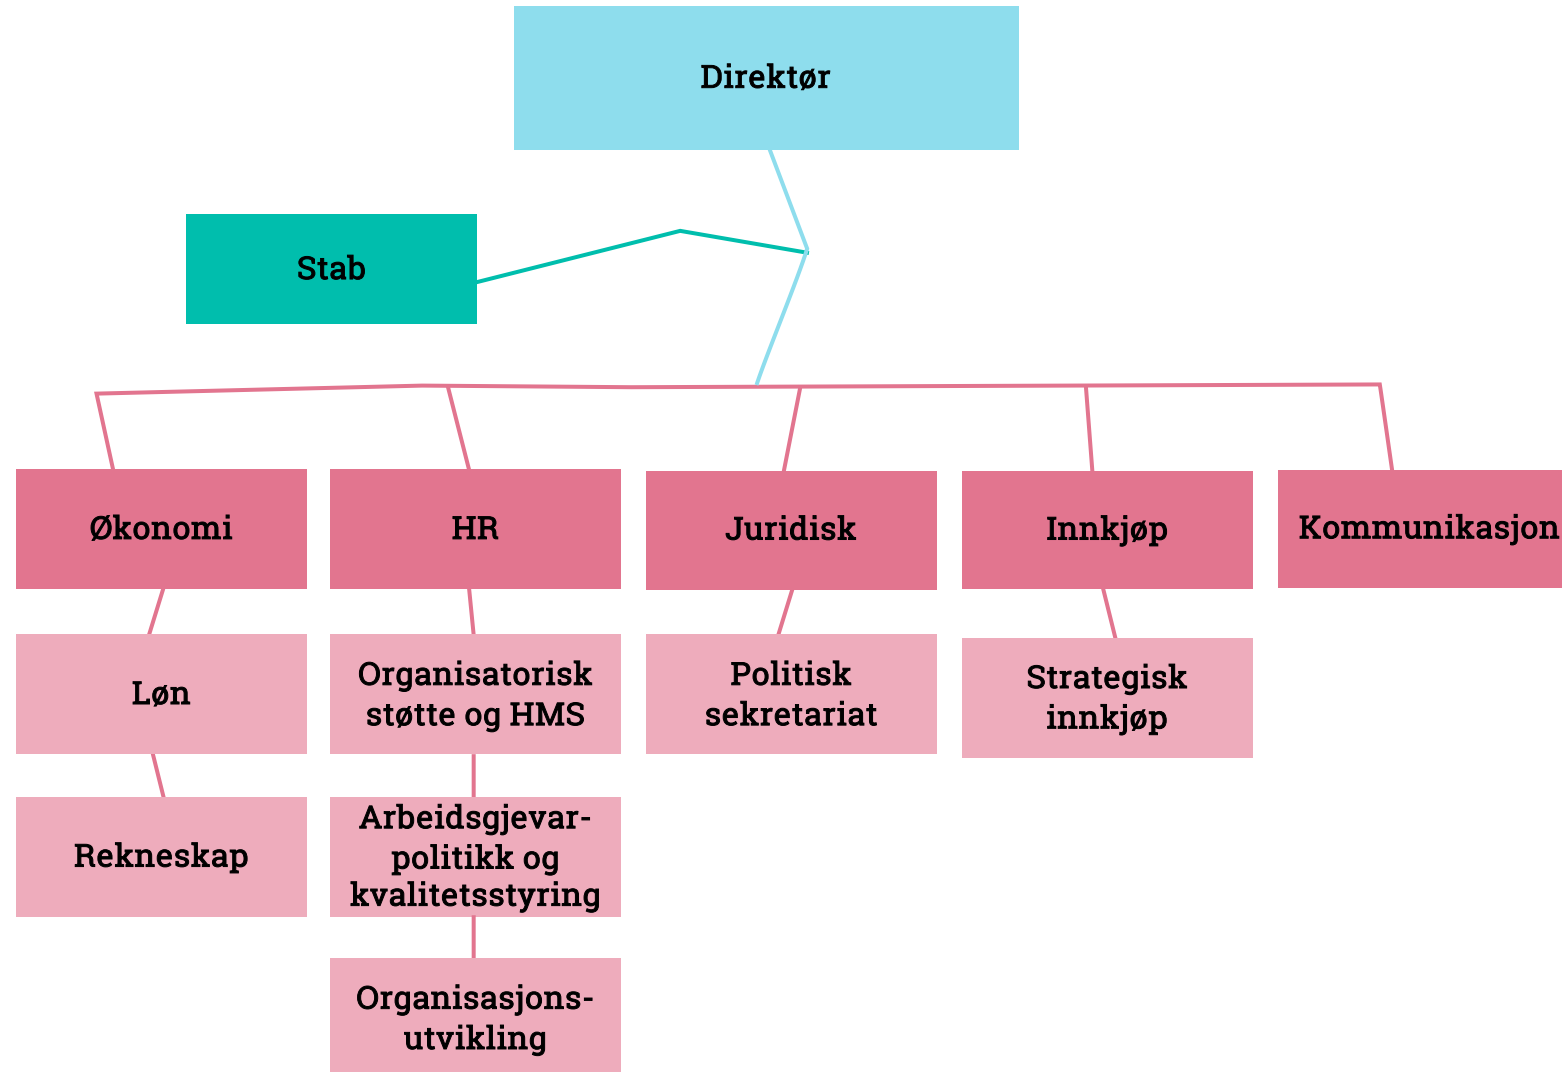 Direktør
Stab
Økonomi
HR
Juridisk
Innkjøp
Kommunikasjon
Løn
Organisatorisk
støtte og HMS
Politisk
sekretariat
Strategisk
innkjøp
Rekneskap
Arbeidsgjevar-
politikk og
kvalitetsstyring
Organisasjons-
utvikling